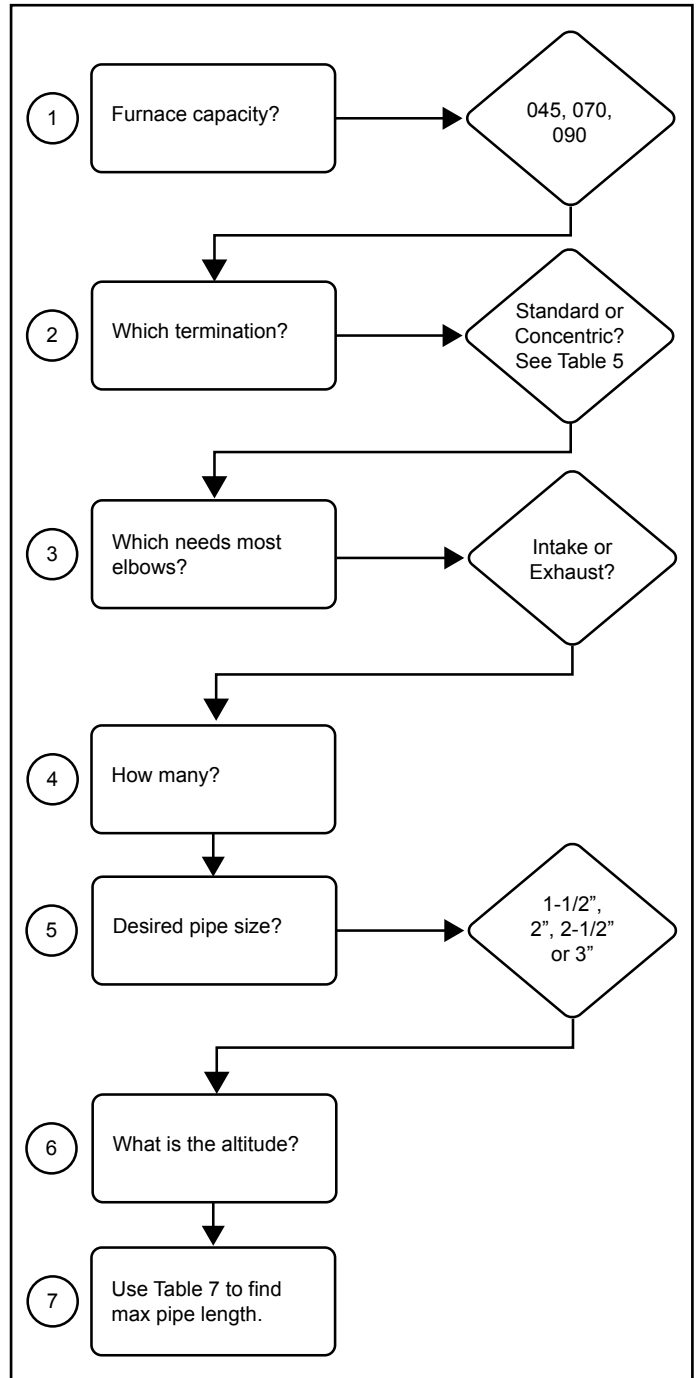 1
Furnace capacity?
045, 070,
090
2
Which termination?
Standard or
Concentric?
See Table 5
3
Which needs most
elbows?
Intake or
Exhaust?
4
How many?
5
Desired pipe size?
1-1/2”,
2”, 2-1/2”
or 3”
6
What is the altitude?
7
Use Table 7 to find
max pipe length.